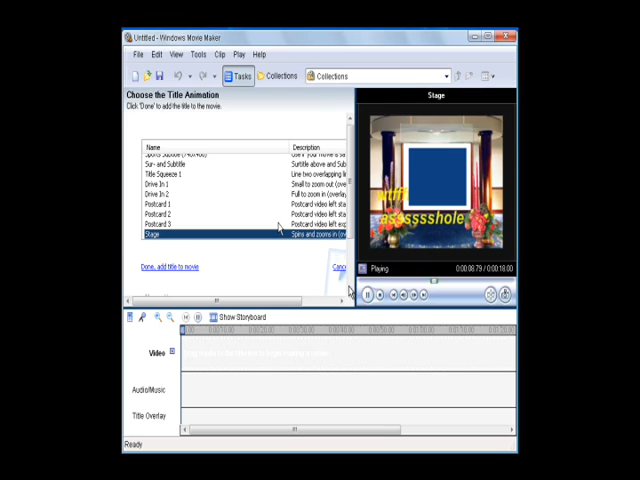 Untitled - Windows Movie Maker
File Edit View Tools Clip Play Help
Tasks Collections Collections
Choose the Title Animation
Click 'Done' to add the title to the movie.
Stage
Name Description
Sur- and Subtitle Surtitle above and Sub
Title Squeeze 1 Line two overlapping li
Drive In 1 Small to zoom out (ove
Drive In 2 Full to zoom in (overla
Postcard 1 Postcard video left sta
Postcard 2 Postcard video left sta
Postcard 3 Postcard video left exp
Stage Spins and zooms in (ov
wtfff
asssssshole
Done, add title to movie Cance
Playing 0:00:08.79 / 0:00:18.00
Show Storyboard
Video
Audio/Music
Title Overlay
Ready